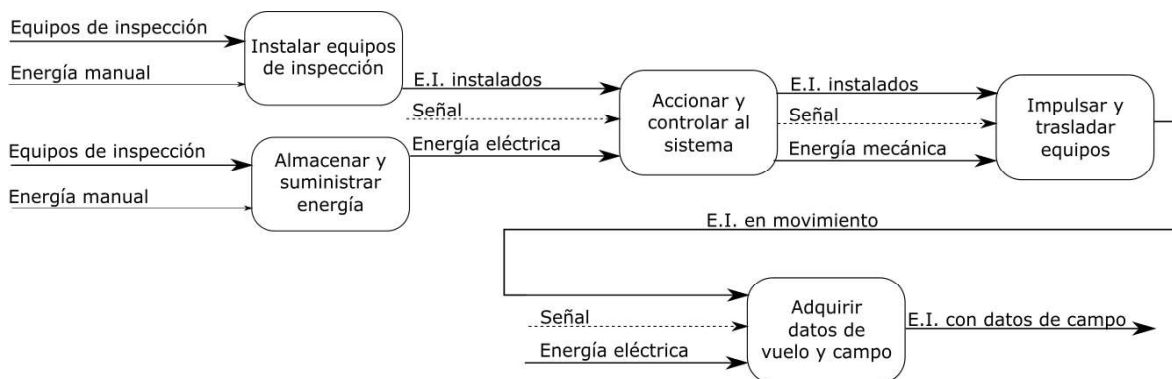 Equipos de inspección
Energía manual
Instalar equipos
de inspección
E.I. instalados
Señal
Equipos de inspección
Energía manual
Almacenar y
suministrar
energía
Energía eléctrica
Accionar y
controlar al
sistema
E.I. instalados
Señal
Energía mecánica
Impulsar y
trasladar
equipos
E.I. en movimiento
Señal
Energía eléctrica
Adquirir
datos de
vuelo y campo
E.I. con datos de campo